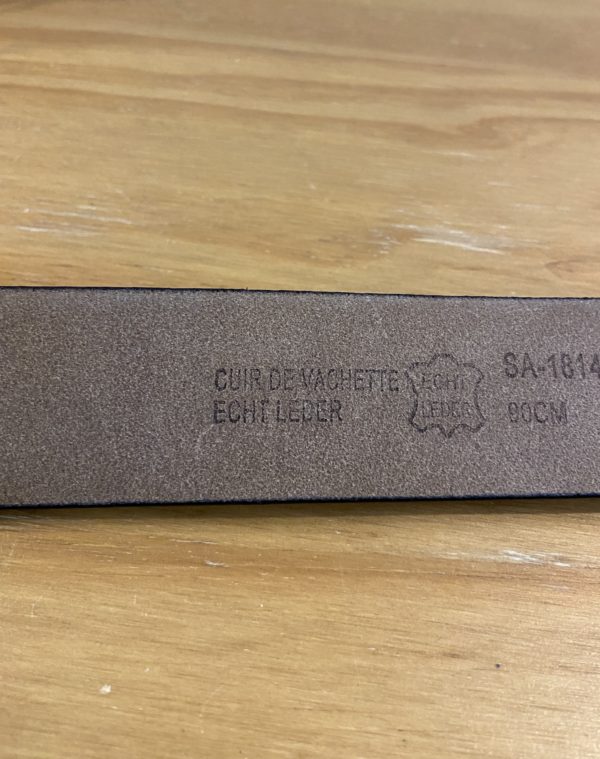 CUIR DE VACHETTE
ECHT LEDER
ECHT
LEDER
SA-1814
90CM